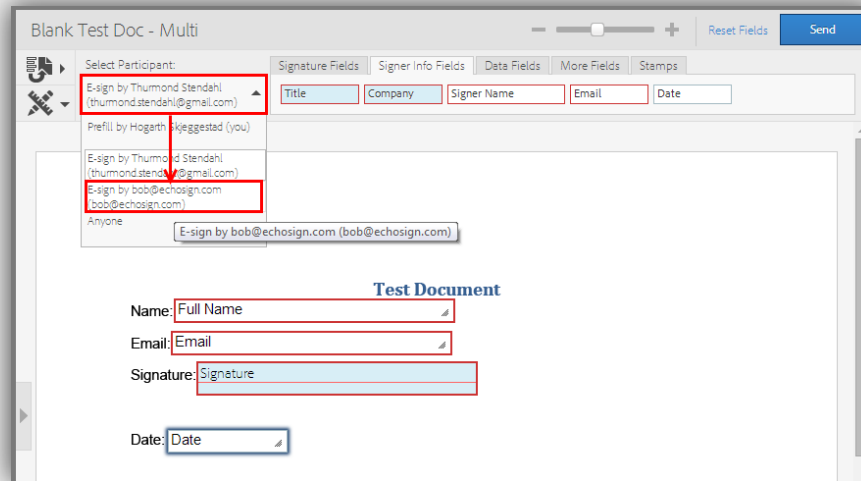 Blank Test Doc - Multi
Reset Fields
Send
Select Participant:
Signature Fields
Signer Info Fields
Data Fields
More Fields
Stamps
E-sign by Thurmond Stendahl
(thurmond.stendahl@gmail.com)
Title
Company
Signer Name
Email
Date
Prefill by Hogarth Skjeggestad (you)
E-sign by Thurmond Stendahl
(thurmond.stendahl@gmail.com)
E-sign by bob@echosign.com
(bob@echosign.com)
Anyone
E-sign by bob@echosign.com (bob@echosign.com)
Test Document
Name: Full Name
Email: Email
Signature: Signature
Date: Date